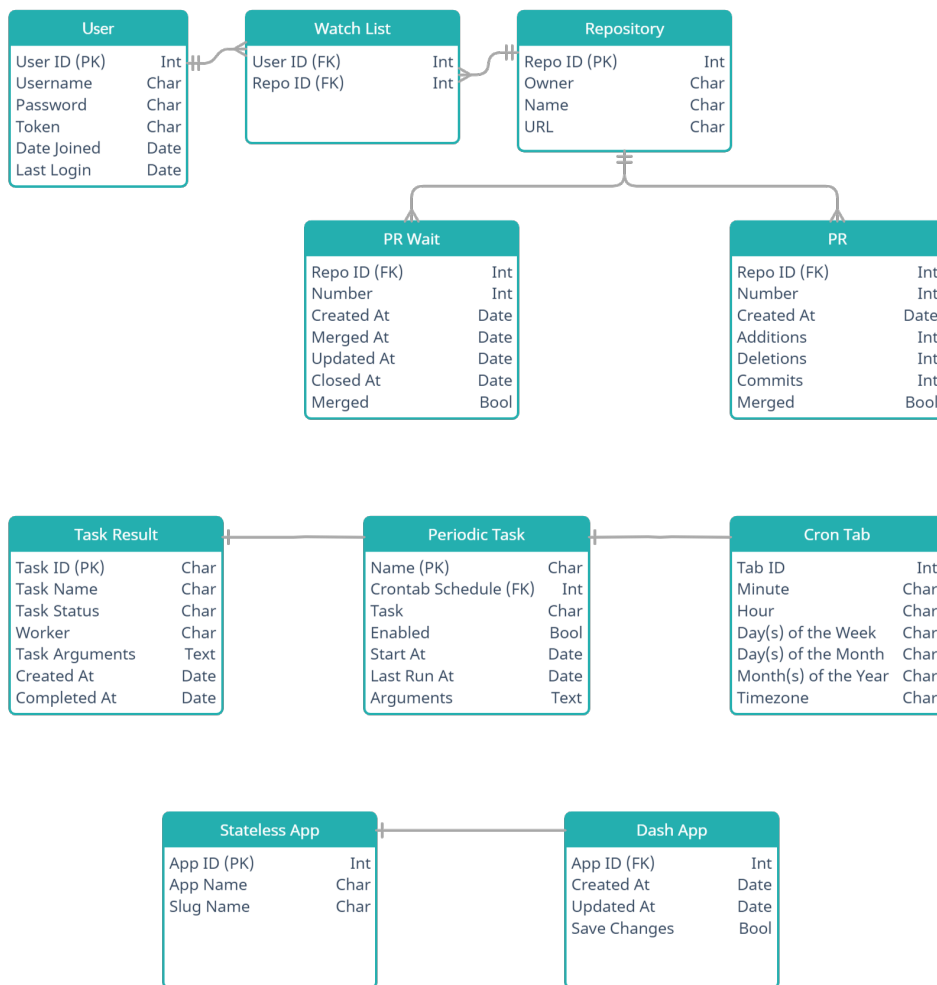 User
User ID (PK) Int
Username Char
Password Char
Token Char
Date Joined Date
Last Login Date
Watch List
User ID (FK) Int
Repo ID (FK) Int
Repository
Repo ID (PK) Int
Owner Char
Name Char
URL Char
PR Wait
Repo ID (FK) Int
Number Int
Created At Date
Merged At Date
Updated At Date
Closed At Date
Merged Bool
PR
Repo ID (FK) Int
Number Int
Created At Date
Additions Int
Deletions Int
Commits Int
Merged Bool
Task Result
Task ID (PK) Char
Task Name Char
Task Status Char
Worker Char
Task Arguments Text
Created At Date
Completed At Date
Periodic Task
Name (PK) Char
Crontab Schedule (FK) Int
Task Char
Enabled Bool
Start At Date
Last Run At Date
Arguments Text
Cron Tab
Tab ID Int
Minute Char
Hour Char
Day(s) of the Week Char
Day(s) of the Month Char
Month(s) of the Year Char
Timezone Char
Stateless App
App ID (PK) Int
App Name Char
Slug Name Char
Dash App
App ID (FK) Int
Created At Date
Updated At Date
Save Changes Bool